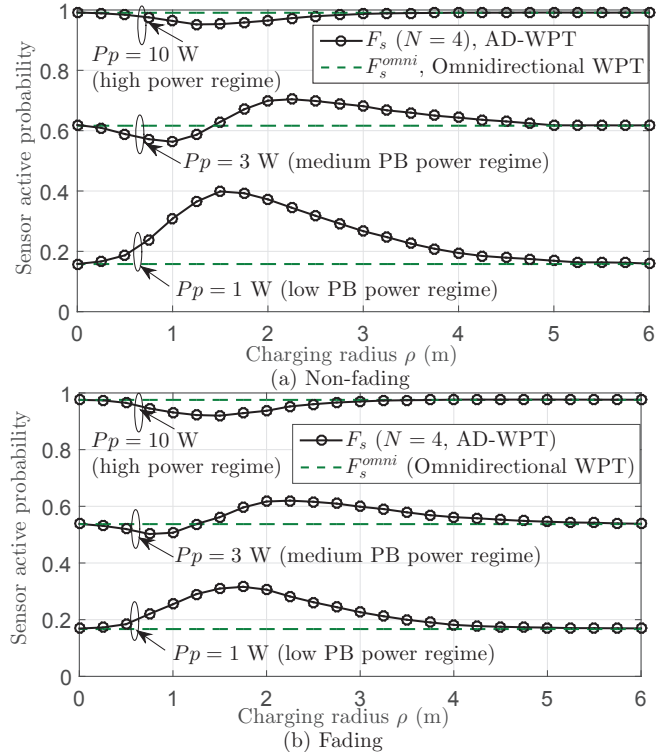 1
0.8
0.6
0.4
0.2
0
Sensor active probability
Pp = 10 W
(high power regime)
F_s (N = 4), AD-WPT
F_s^{omni}, Omnidirectional WPT
Pp = 3 W (medium PB power regime)
Pp = 1 W (low PB power regime)
0 1 2 3 4 5 6
Charging radius ρ (m)
(a) Non-fading
1
0.8
0.6
0.4
0.2
0
Sensor active probability
Pp = 10 W
(high power regime)
F_s (N = 4, AD-WPT)
F_s^{omni} (Omnidirectional WPT)
Pp = 3 W (medium PB power regime)
Pp = 1 W (low PB power regime)
0 1 2 3 4 5 6
Charging radius ρ (m)
(b) Fading